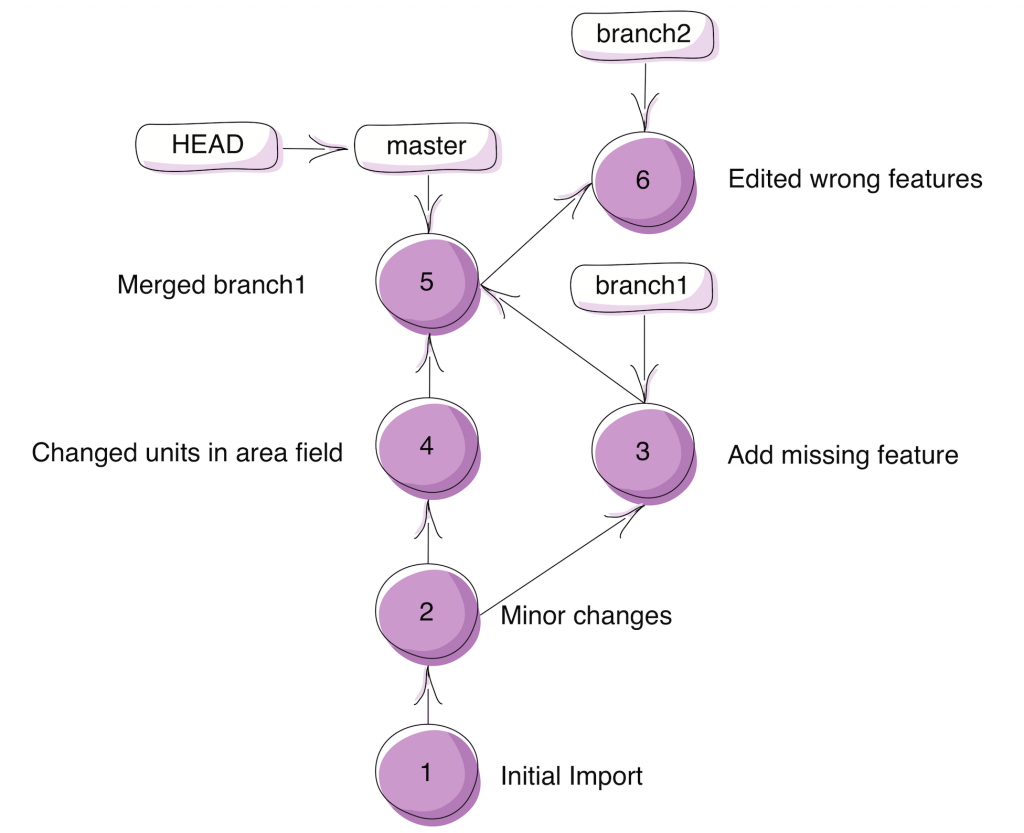 branch2
HEAD
master
6
Edited wrong features
Merged branch1
5
branch1
Changed units in area field
4
3
Add missing feature
2
Minor changes
1
Initial Import